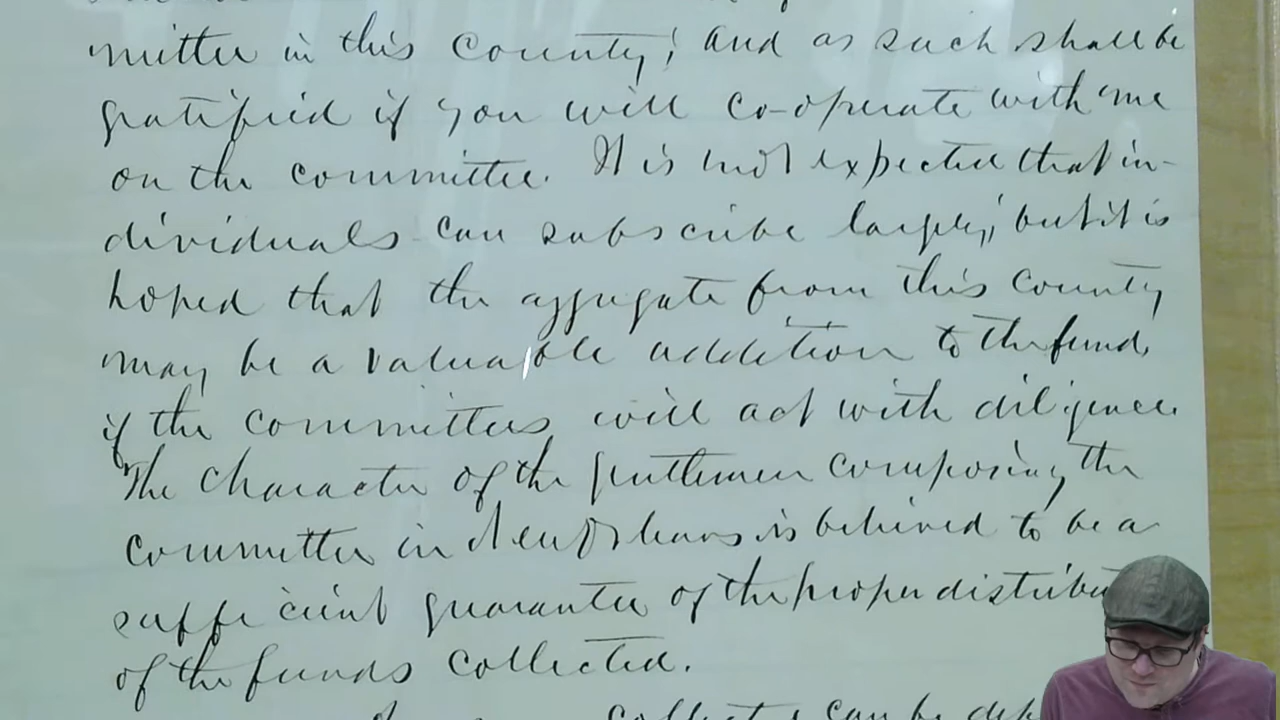 mittee in this County; and as such shall be
gratified if you will co-operate with me
on the committee. It is not expected that in-
dividuals can subscribe largely; but it is
hoped that the aggregate from this county
may be a valuable addition to the fund,
if the committees will act with diligence.
The character of the gentlemen composing the
committee in New Orleans is believed to be a
sufficient guarantee of the proper distribu
of the funds collected.
collect can be dep